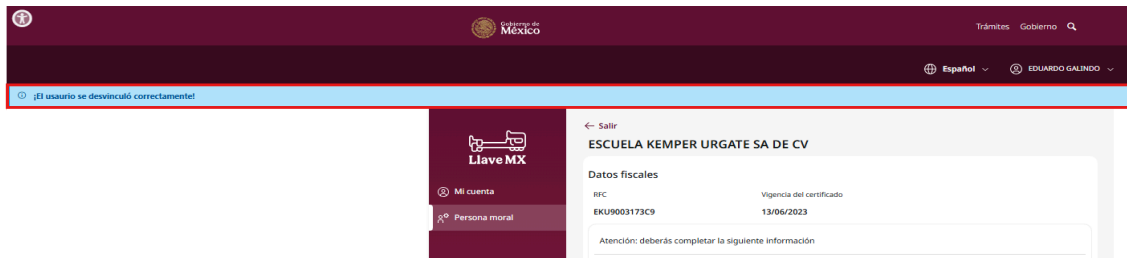 Gobierno de
México
Trámites Gobierno
Español EDUARDO GALINDO
¡El usaurio se desvinculó correctamente!
← Salir
ESCUELA KEMPER URGATE SA DE CV
Llave MX
Datos fiscales
Mi cuenta
RFC Vigencia del certificado
Persona moral
EKU9003173C9 13/06/2023
Atención: deberás completar la siguiente información